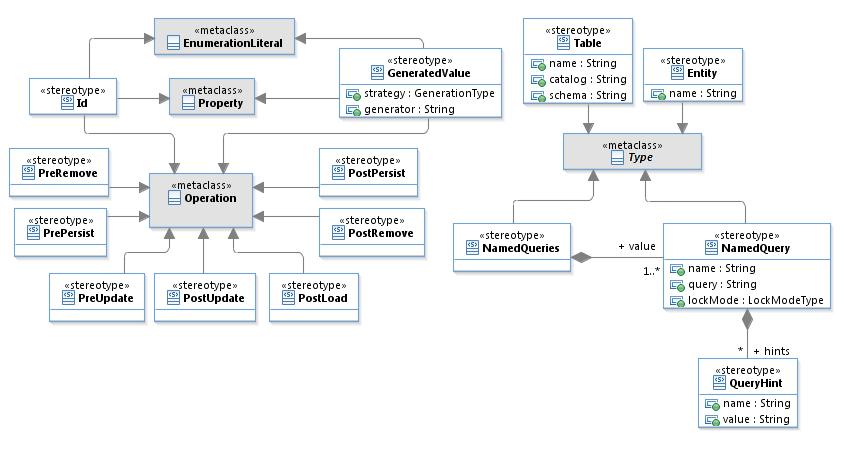 «metaclass»
EnumerationLiteral
«stereotype»
GeneratedValue
strategy : GenerationType
generator : String
«stereotype»
Id
«metaclass»
Property
«stereotype»
PreRemove
«stereotype»
PrePersist
«metaclass»
Operation
«stereotype»
PostPersist
«stereotype»
PostRemove
«stereotype»
PreUpdate
«stereotype»
PostUpdate
«stereotype»
PostLoad
«stereotype»
Table
name : String
catalog : String
schema : String
«stereotype»
Entity
name : String
«metaclass»
Type
«stereotype»
NamedQueries
+ value
1..*
«stereotype»
NamedQuery
name : String
query : String
lockMode : LockModeType
* + hints
«stereotype»
QueryHint
name : String
value : String